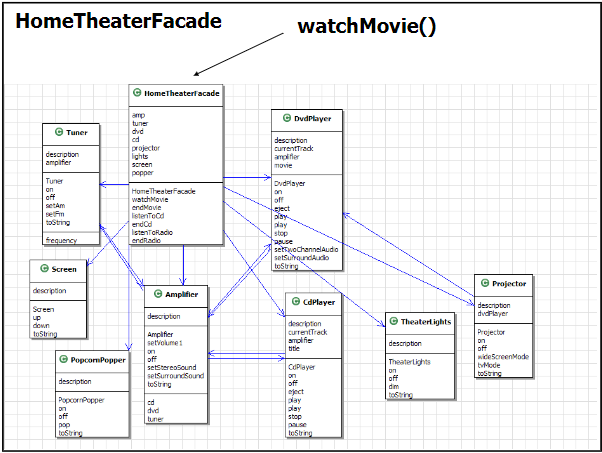 HomeTheaterFacade
watchMovie()
HomeTheaterFacade
amp
tuner
dvd
cd
projector
lights
screen
popper
HomeTheaterFacade
watchMovie
endMovie
listenToCd
endCd
listenToRadio
endRadio
DvdPlayer
description
currentTrack
amplifier
movie
DvdPlayer
on
off
eject
play
play
stop
pause
setTwoChannelAudio
setSurroundAudio
toString
Tuner
description
amplifier
Tuner
on
off
setAm
setFm
toString
frequency
Screen
description
Screen
up
down
toString
Amplifier
description
Amplifier
setVolume1
on
off
setStereoSound
setSurroundSound
toString
cd
dvd
tuner
CdPlayer
description
currentTrack
amplifier
title
CdPlayer
on
off
eject
play
play
stop
pause
toString
Projector
description
dvdPlayer
Projector
on
off
wideScreenMode
tvMode
toString
TheaterLights
description
TheaterLights
on
off
dim
toString
PopcornPopper
description
PopcornPopper
on
off
pop
toString